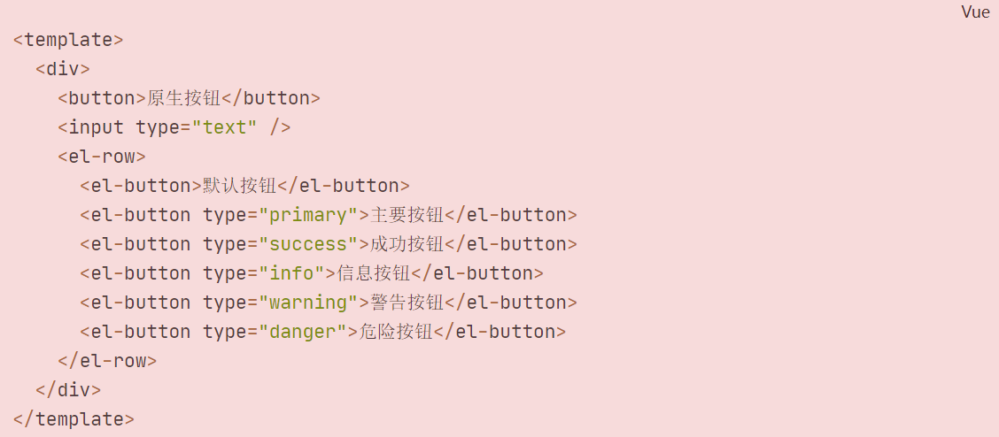 Vue
<template>
  <div>
    <button>原生按钮</button>
    <input type="text" />
    <el-row>
      <el-button>默认按钮</el-button>
      <el-button type="primary">主要按钮</el-button>
      <el-button type="success">成功按钮</el-button>
      <el-button type="info">信息按钮</el-button>
      <el-button type="warning">警告按钮</el-button>
      <el-button type="danger">危险按钮</el-button>
    </el-row>
  </div>
</template>